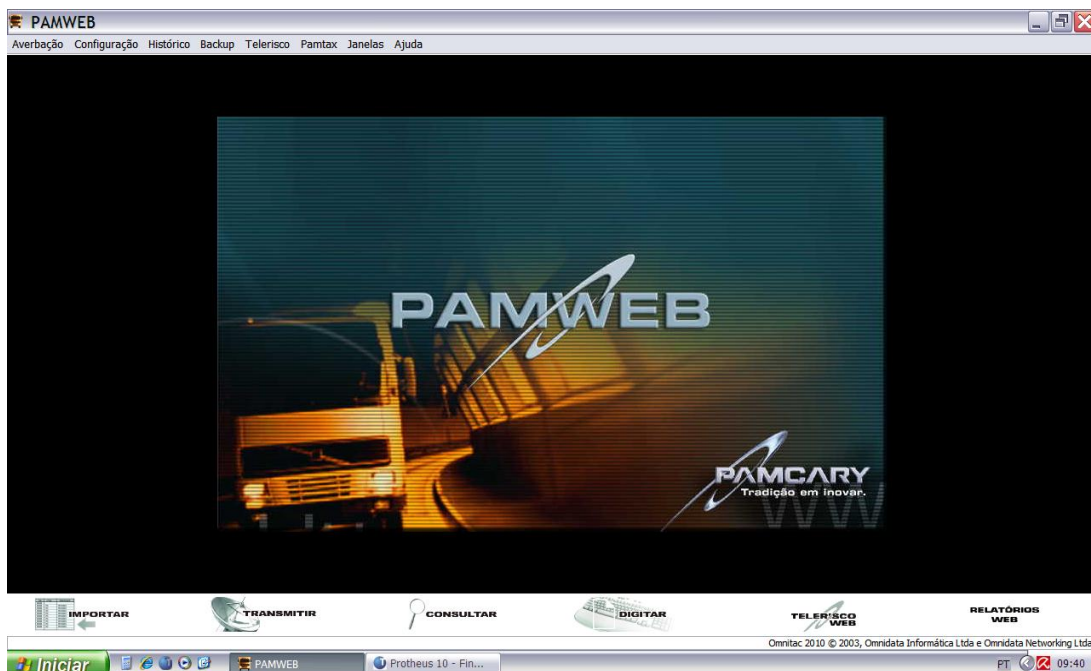 PAMWEB
Averbação Configuração Histórico Backup Telerisco Pamtax Janelas Ajuda
PAMWEB
PAMCARY
Tradição em inovar.
WW
IMPORTAR TRANSMITIR CONSULTAR DIGITAR TELERISCO WEB RELATÓRIOS WEB
Omnitac 2010 © 2003, Omnidata Informática Ltda e Omnidata Networking Ltda
Iniciar PAMWEB Protheus 10 - Fin... PT 09:40